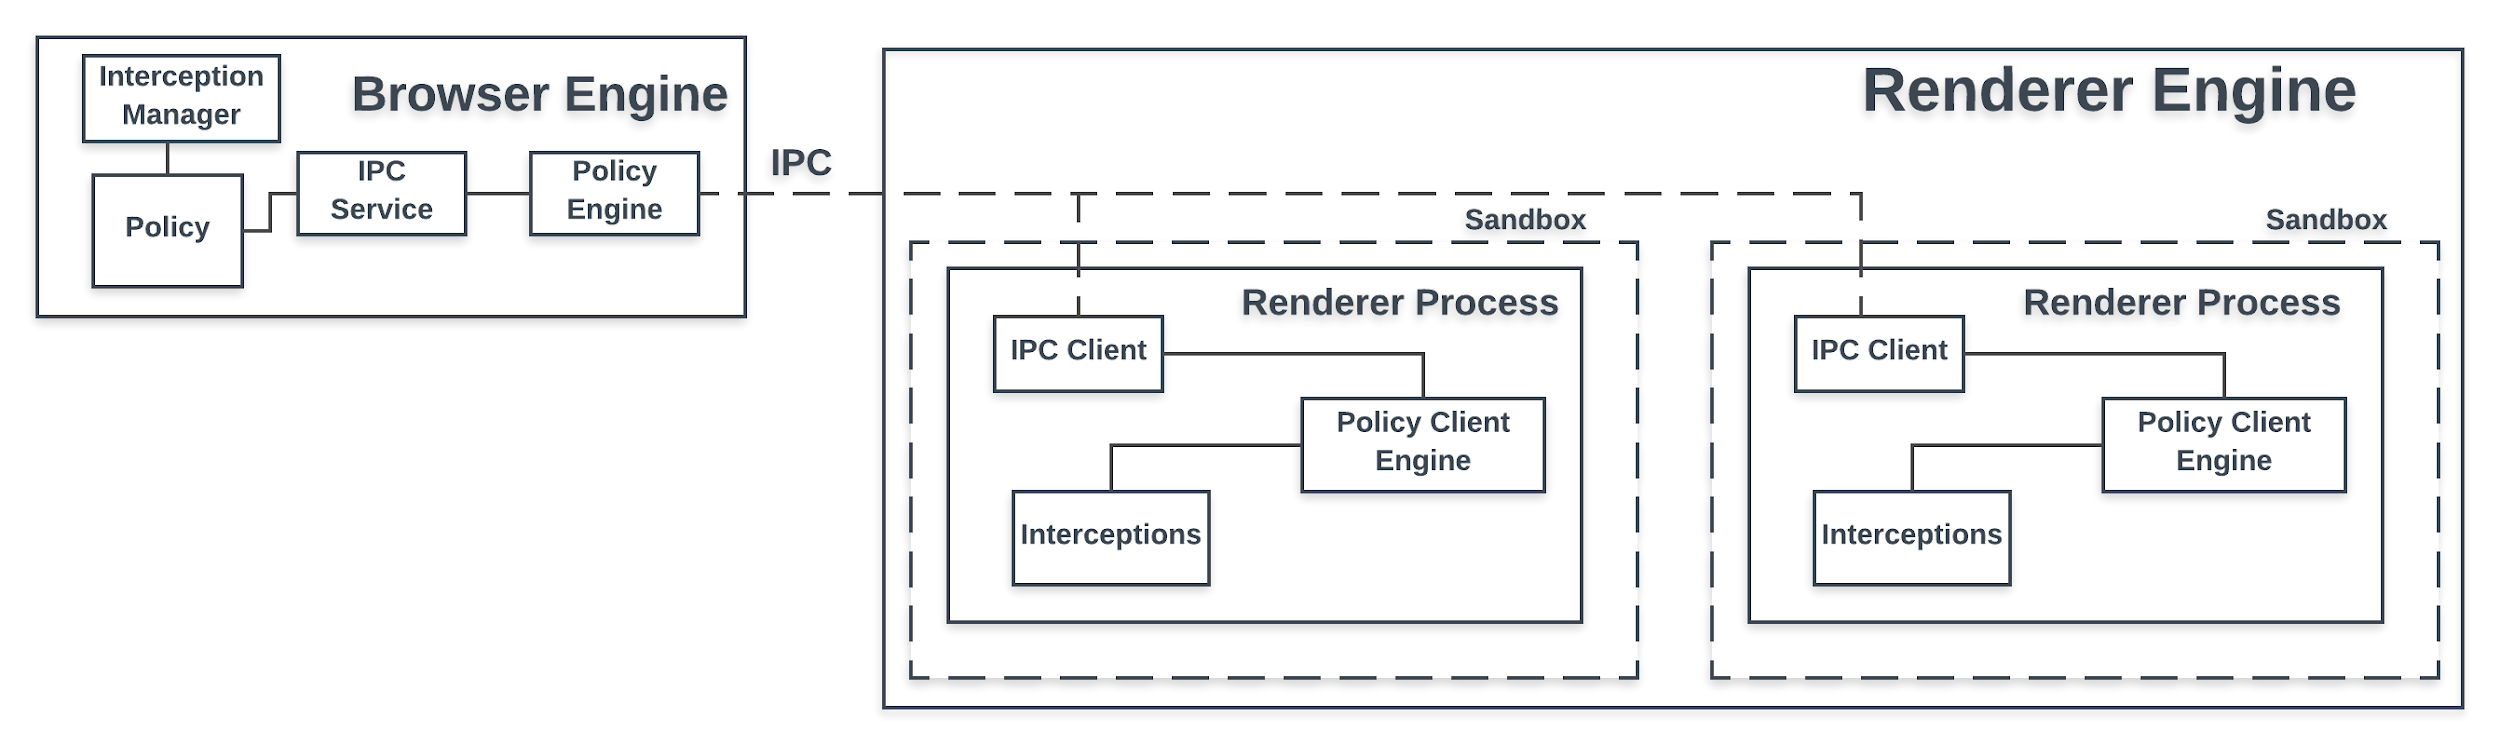 Browser Engine
Interception
Manager
Policy
IPC
Service
Policy
Engine
IPC
Renderer Engine
Sandbox
Renderer Process
IPC Client
Policy Client
Engine
Interceptions
Sandbox
Renderer Process
IPC Client
Policy Client
Engine
Interceptions